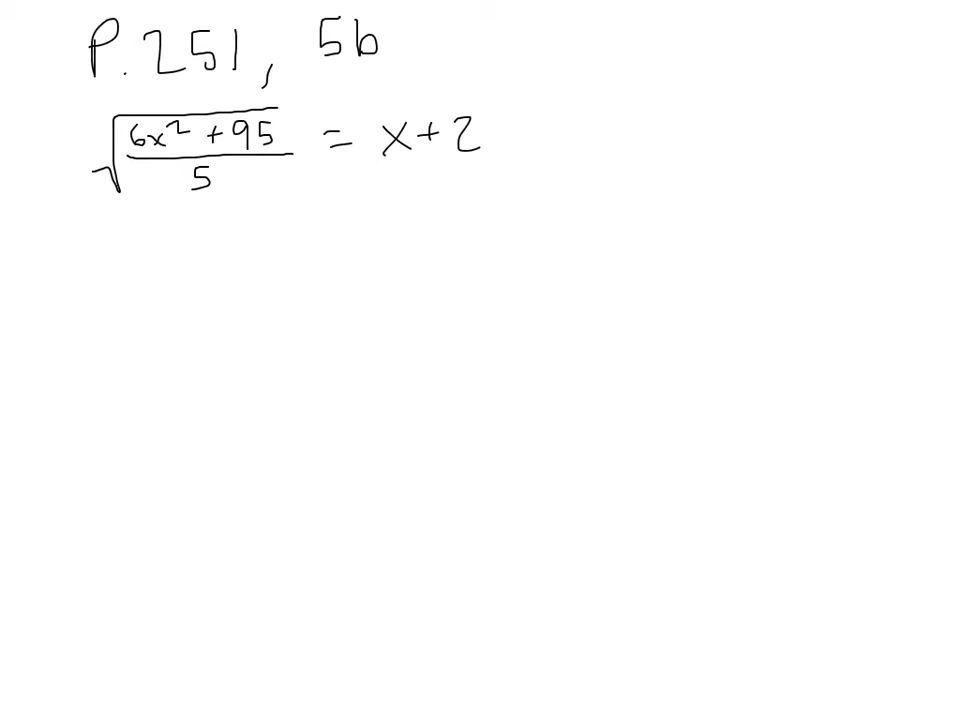 P. 251, 5b
√((6x² + 95)/5) = x + 2